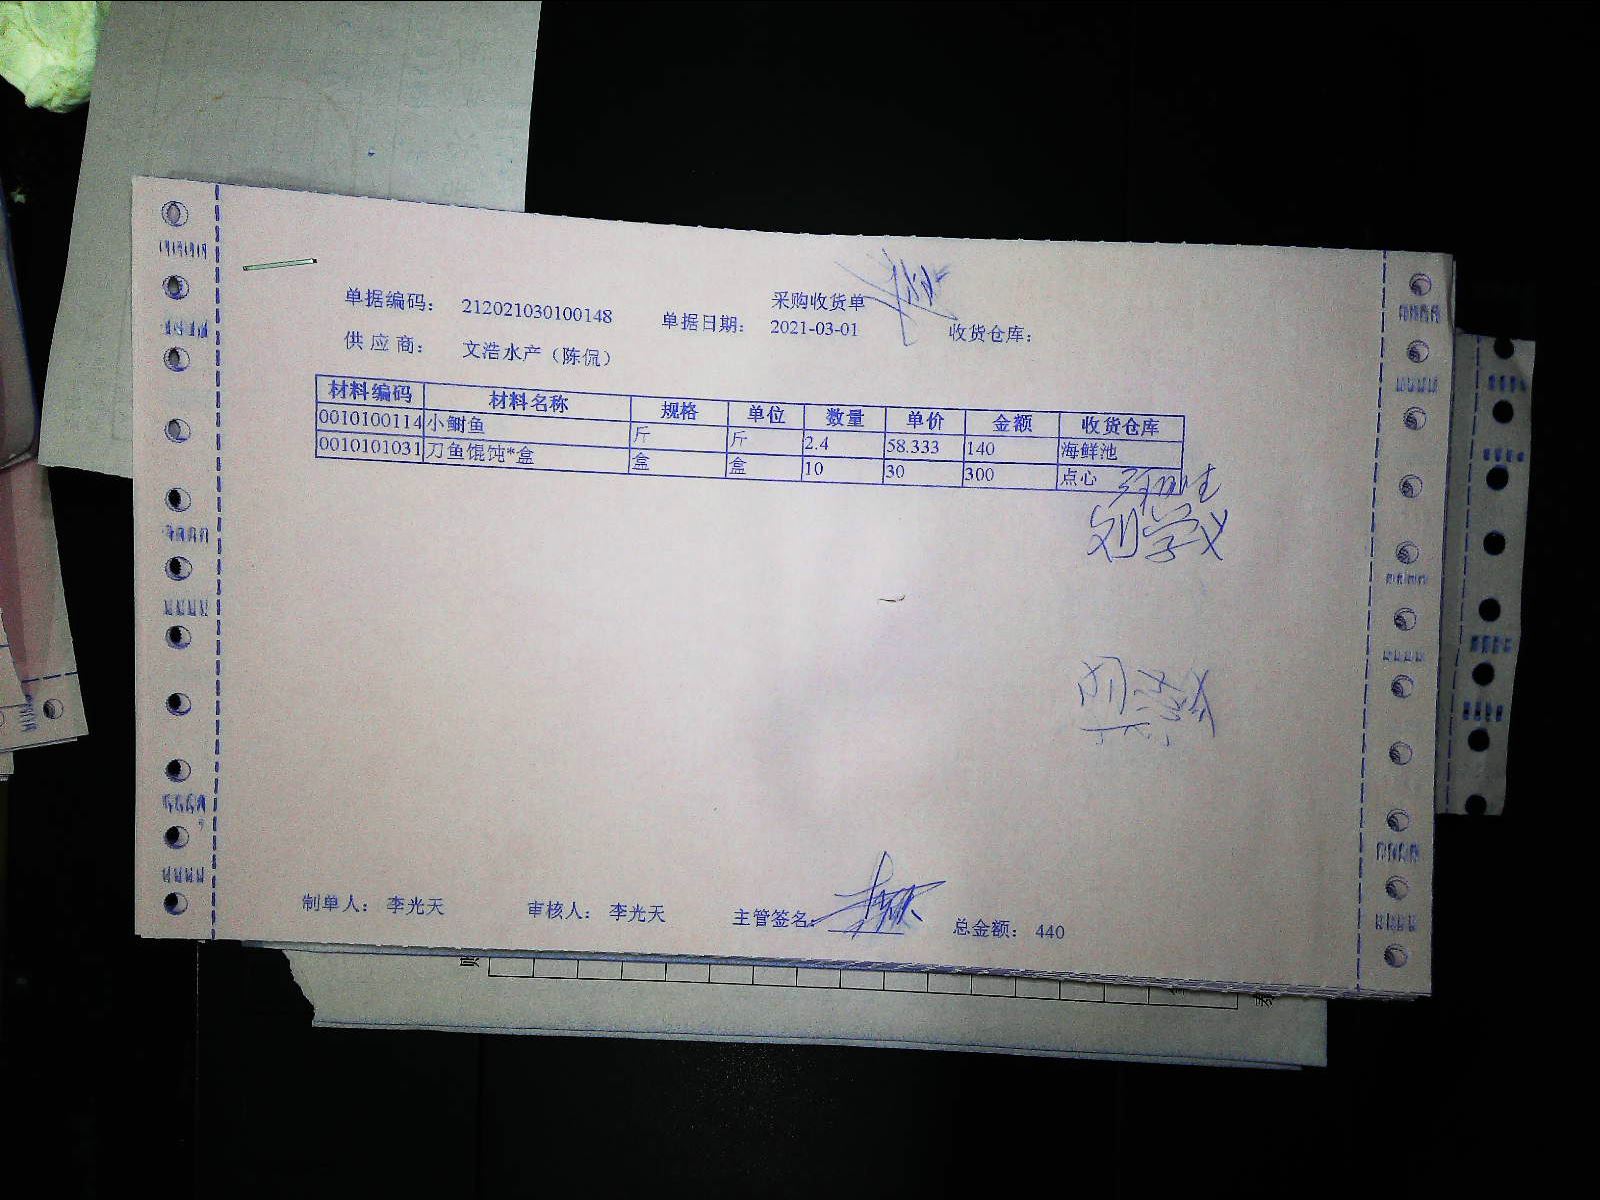 采购收货单
单据编码： 212021030100148 单据日期： 2021-03-01 收货仓库：
供 应 商： 文浩水产（陈侃）
材料编码 材料名称 规格 单位 数量 单价 金额 收货仓库
0010100114 小鲥鱼 斤 斤 2.4 58.333 140 海鲜池
0010101031 刀鱼馄饨*盒 盒 盒 10 30 300 点心
刘学义
制单人： 李光天 审核人： 李光天 主管签名： 总金额： 440